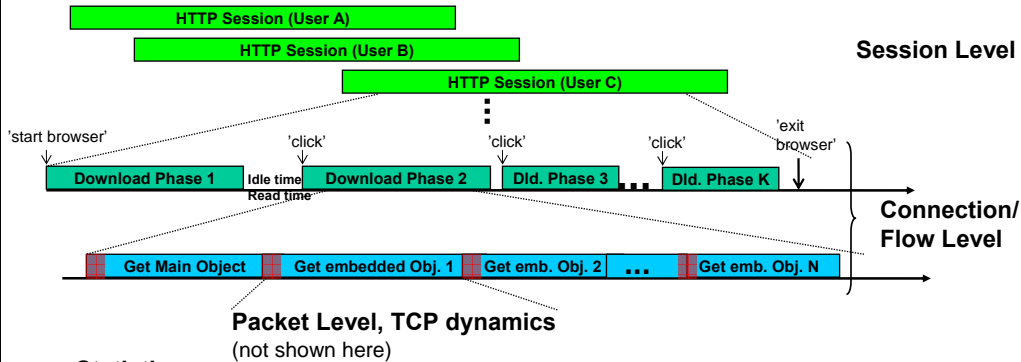 HTTP Session (User A)
HTTP Session (User B)
Session Level
HTTP Session (User C)
'start browser'
'click'
'click'
'click'
'exit
browser'
Download Phase 1
Idle time
Read time
Download Phase 2
Dld. Phase 3
...
Dld. Phase K
Connection/
Flow Level
Get Main Object
Get embedded Obj. 1
Get emb. Obj. 2
...
Get emb. Obj. N
Packet Level, TCP dynamics
(not shown here)